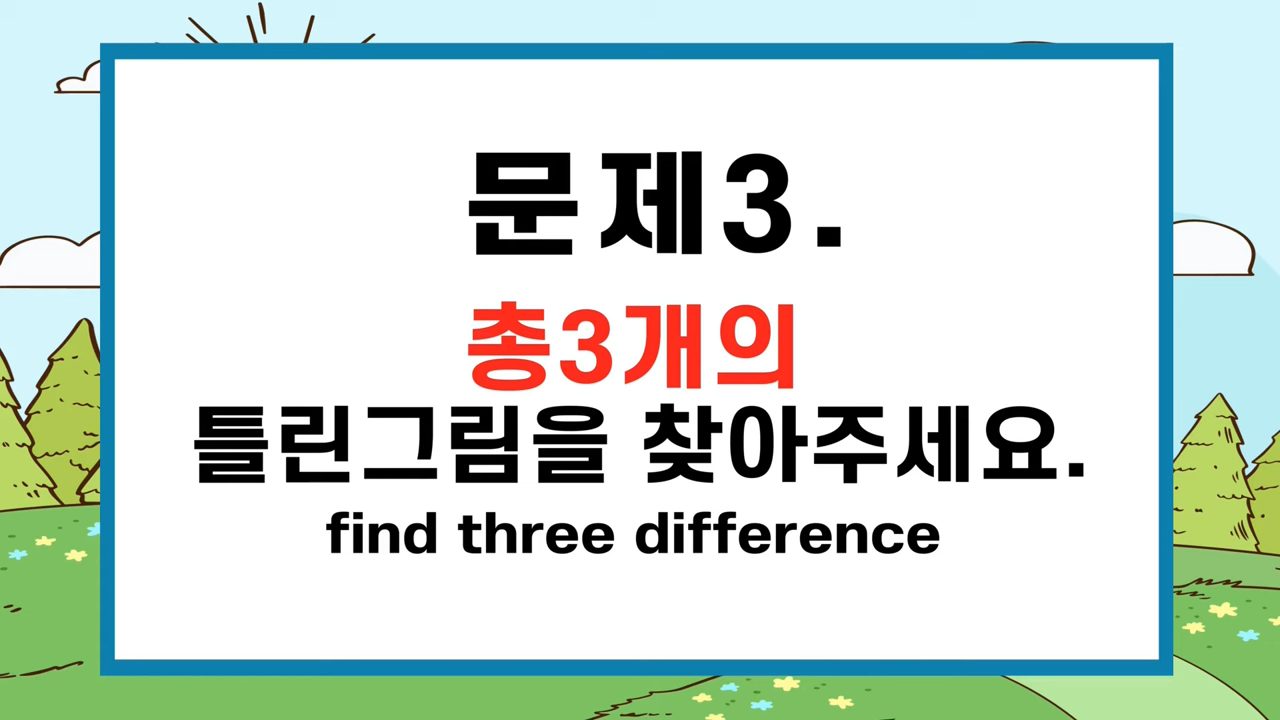 문제3.
총3개의
틀린그림을 찾아주세요.
find three difference